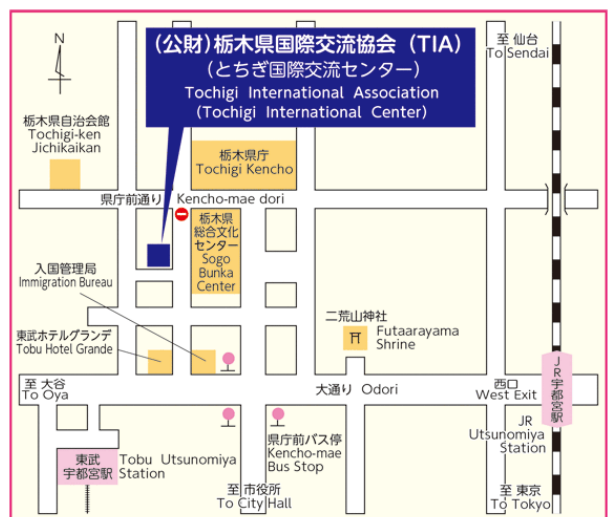 (公財)栃木県国際交流協会 (TIA)
(とちぎ国際交流センター)
Tochigi International Association
(Tochigi International Center)
N
至 仙台
To Sendai
栃木県自治会館
Tochigi-ken
Jichikaikan
栃木県庁
Tochigi Kencho
県庁前通り Kencho-mae dori
栃木県
総合文化
センター
Sogo
Bunka
Center
入国管理局
Immigration Bureau
東武ホテルグランデ
Tobu Hotel Grande
二荒山神社
Futaarayama
Shrine
至 大谷
To Oya
大通り Odori
西口
West Exit
JR宇都宮駅
JR
Utsunomiya
Station
県庁前バス停
Kencho-mae
Bus Stop
東武
宇都宮駅
Tobu Utsunomiya
Station
至 市役所
To City Hall
至 東京
To Tokyo